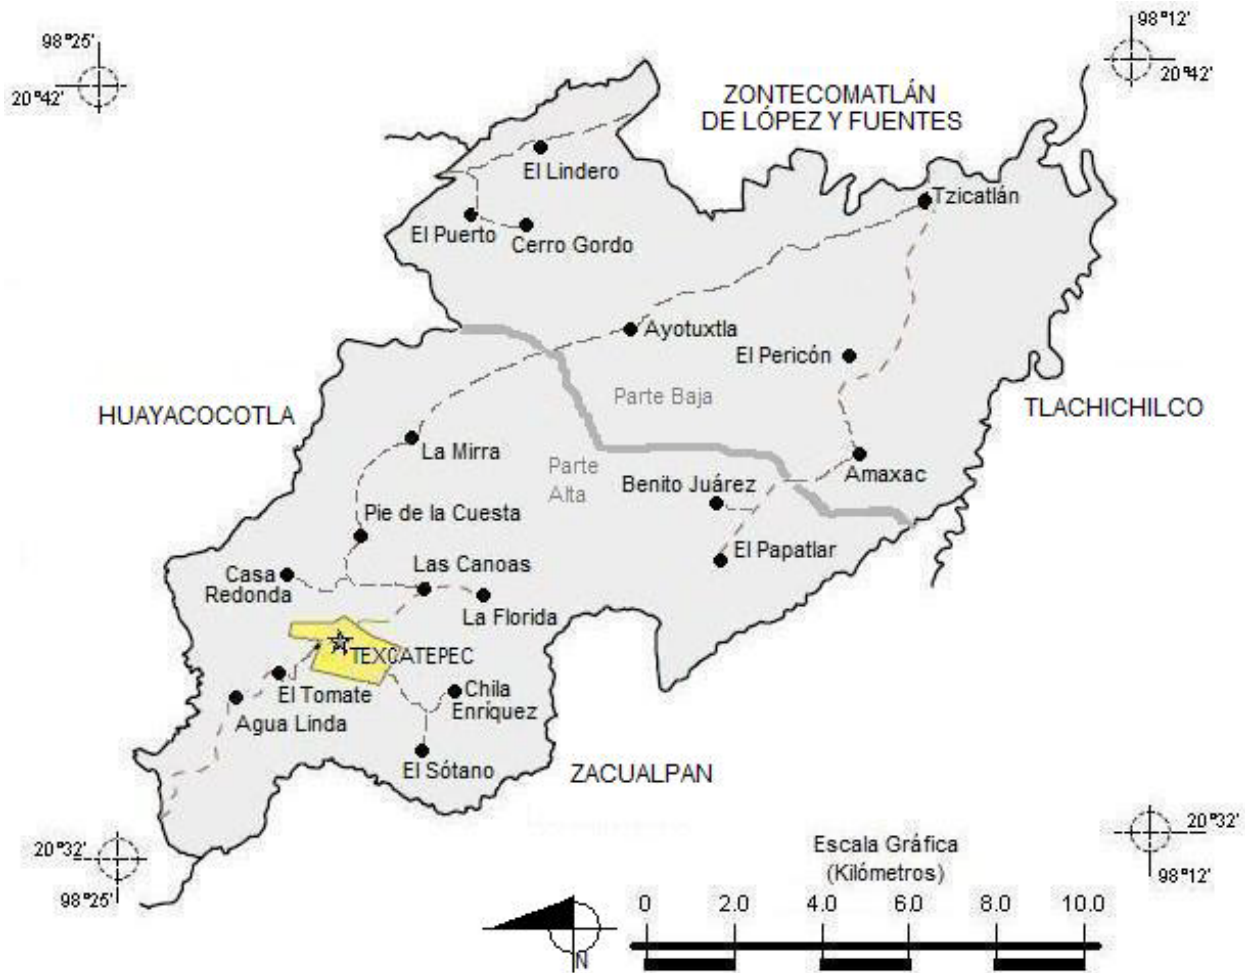 98°25'
20°42'
98°12'
20°42'
ZONTECOMATLÁN
DE LÓPEZ Y FUENTES
El Lindero
Tzicatlán
El Puerto
Cerro Gordo
Ayotuxtla
El Pericón
HUAYACOCOTLA
Parte Baja
TLACHICHILCO
La Mirra
Parte
Alta
Benito Juárez
Amaxac
Pie de la Cuesta
El Papatlar
Casa
Redonda
Las Canoas
La Florida
TEXCATEPEC
El Tomate
Chila
Enríquez
Agua Linda
El Sótano
ZACUALPAN
20°32'
98°25'
20°32'
98°12'
Escala Gráfica
(Kilómetros)
0 2.0 4.0 6.0 8.0 10.0
N